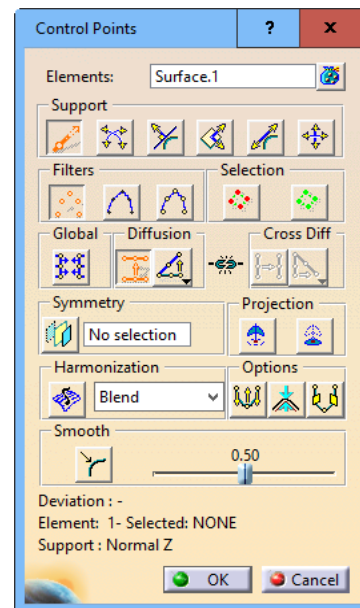 Control Points ? x
Elements: Surface.1
Support
Filters Selection
Global Diffusion Cross Diff
Symmetry Projection
No selection
Harmonization Options
Blend
Smooth
0.50
Deviation : -
Element: 1- Selected: NONE
Support : Normal Z
OK Cancel